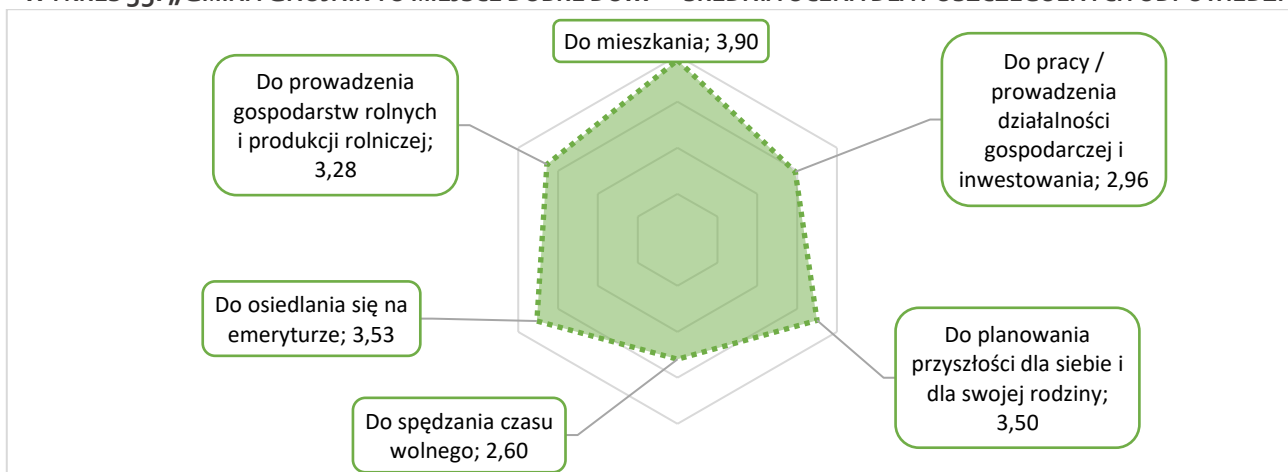 Do mieszkania; 3,90
Do pracy /
prowadzenia
działalności
gospodarczej i
inwestowania; 2,96
Do planowania
przyszłości dla siebie i
dla swojej rodziny;
3,50
Do spędzania czasu
wolnego; 2,60
Do osiedlania się na
emeryturze; 3,53
Do prowadzenia
gospodarstw rolnych
i produkcji rolniczej;
3,28